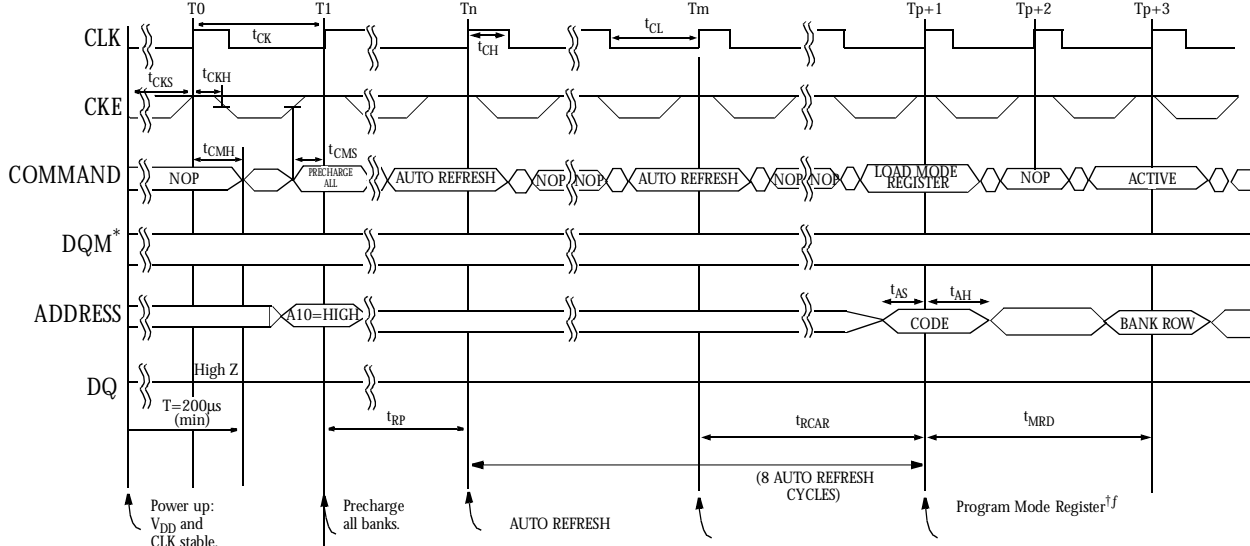 T0 T1 Tn Tm Tp+1 Tp+2 Tp+3
CLK
tCK tCH tCL
tCKS tCKH
CKE
tCMH tCMS
COMMAND NOP PRECHARGE ALL AUTO REFRESH NOP NOP AUTO REFRESH NOP NOP LOAD MODE REGISTER NOP ACTIVE
DQM*
tAS tAH
ADDRESS A10=HIGH CODE BANK ROW
High Z
DQ
T=200µs
(min)
tRP tRCAR tMRD
(8 AUTO REFRESH
CYCLES)
Power up:
VDD and
CLK stable.
Precharge
all banks.
AUTO REFRESH
Program Mode Register†ƒ